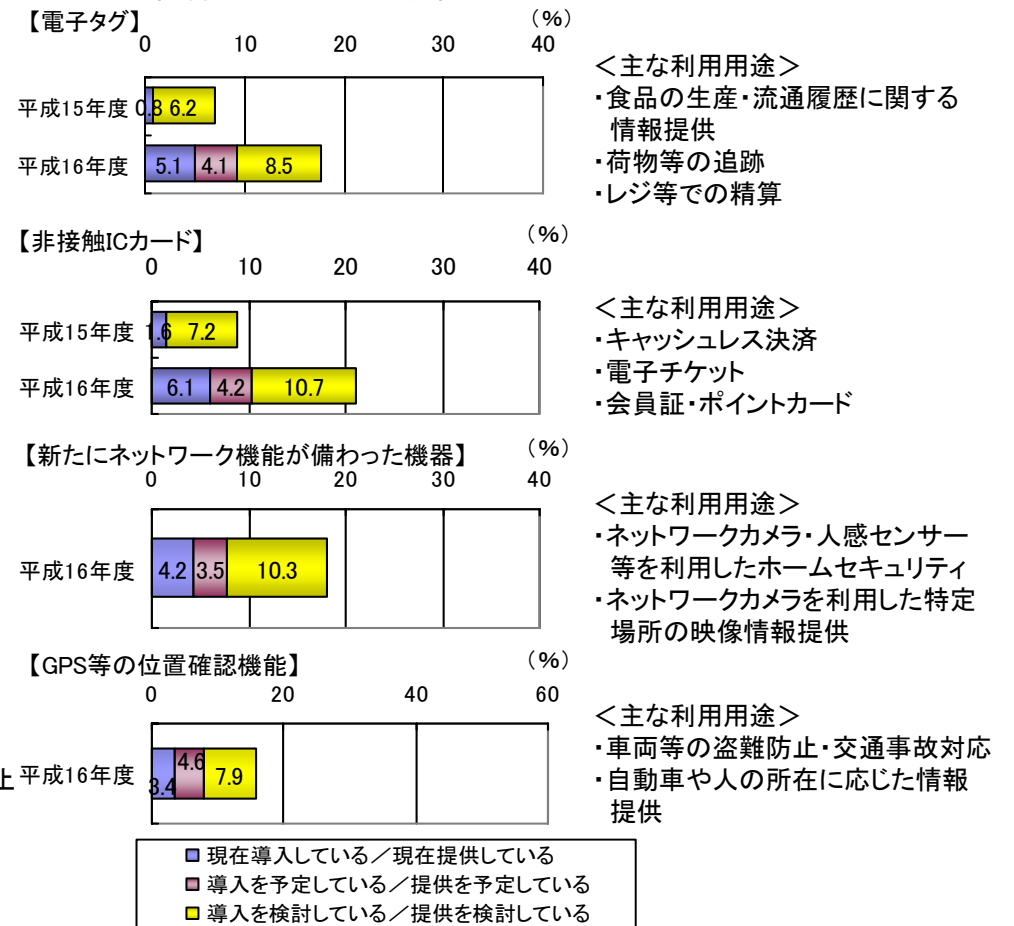 【電子タグ】
（%）
0 10 20 30 40
平成15年度 0.8 6.2
平成16年度 5.1 4.1 8.5
＜主な利用用途＞
・食品の生産・流通履歴に関する
情報提供
・荷物等の追跡
・レジ等での精算
【非接触ICカード】
（%）
0 10 20 30 40
平成15年度 1.6 7.2
平成16年度 6.1 4.2 10.7
＜主な利用用途＞
・キャッシュレス決済
・電子チケット
・会員証・ポイントカード
【新たにネットワーク機能が備わった機器】
（%）
0 10 20 30 40
平成16年度 4.2 3.5 10.3
＜主な利用用途＞
・ネットワークカメラ・人感センサー
等を利用したホームセキュリティ
・ネットワークカメラを利用した特定
場所の映像情報提供
【GPS等の位置確認機能】
（%）
0 20 40 60
止 平成16年度 3.4 4.6 7.9
＜主な利用用途＞
・車両等の盗難防止・交通事故対応
・自動車や人の所在に応じた情報
提供
現在導入している／現在提供している
導入を予定している／提供を予定している
導入を検討している／提供を検討している